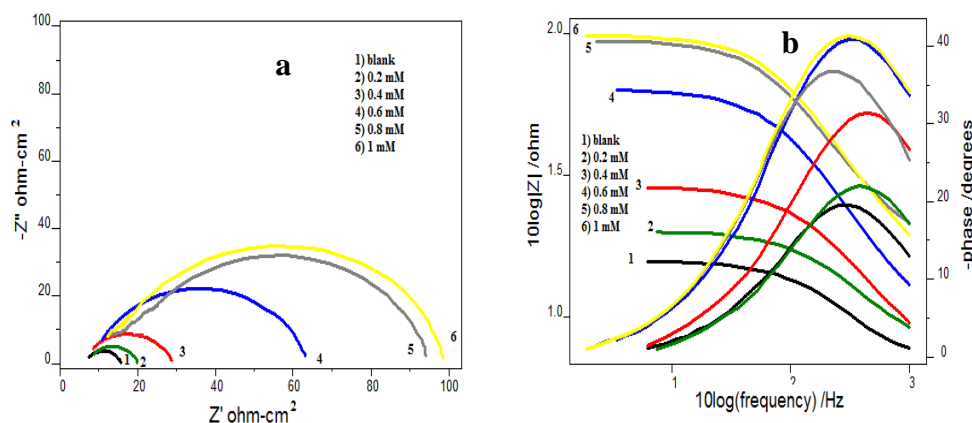 a
100
80
60
40
20
0
-Z'' ohm-cm2
1) blank
2) 0.2 mM
3) 0.4 mM
4) 0.6 mM
5) 0.8 mM
6) 1 mM
1
2
3
4
5
6
0
20
40
60
80
100
Z' ohm-cm2
b
2.0
1.5
1.0
10log|Z| /ohm
6
5
4
3
2
1
1) blank
2) 0.2 mM
3) 0.4 mM
4) 0.6 mM
5) 0.8 mM
6) 1 mM
40
30
20
10
0
-phase /degrees
1
2
3
10log(frequency) /Hz